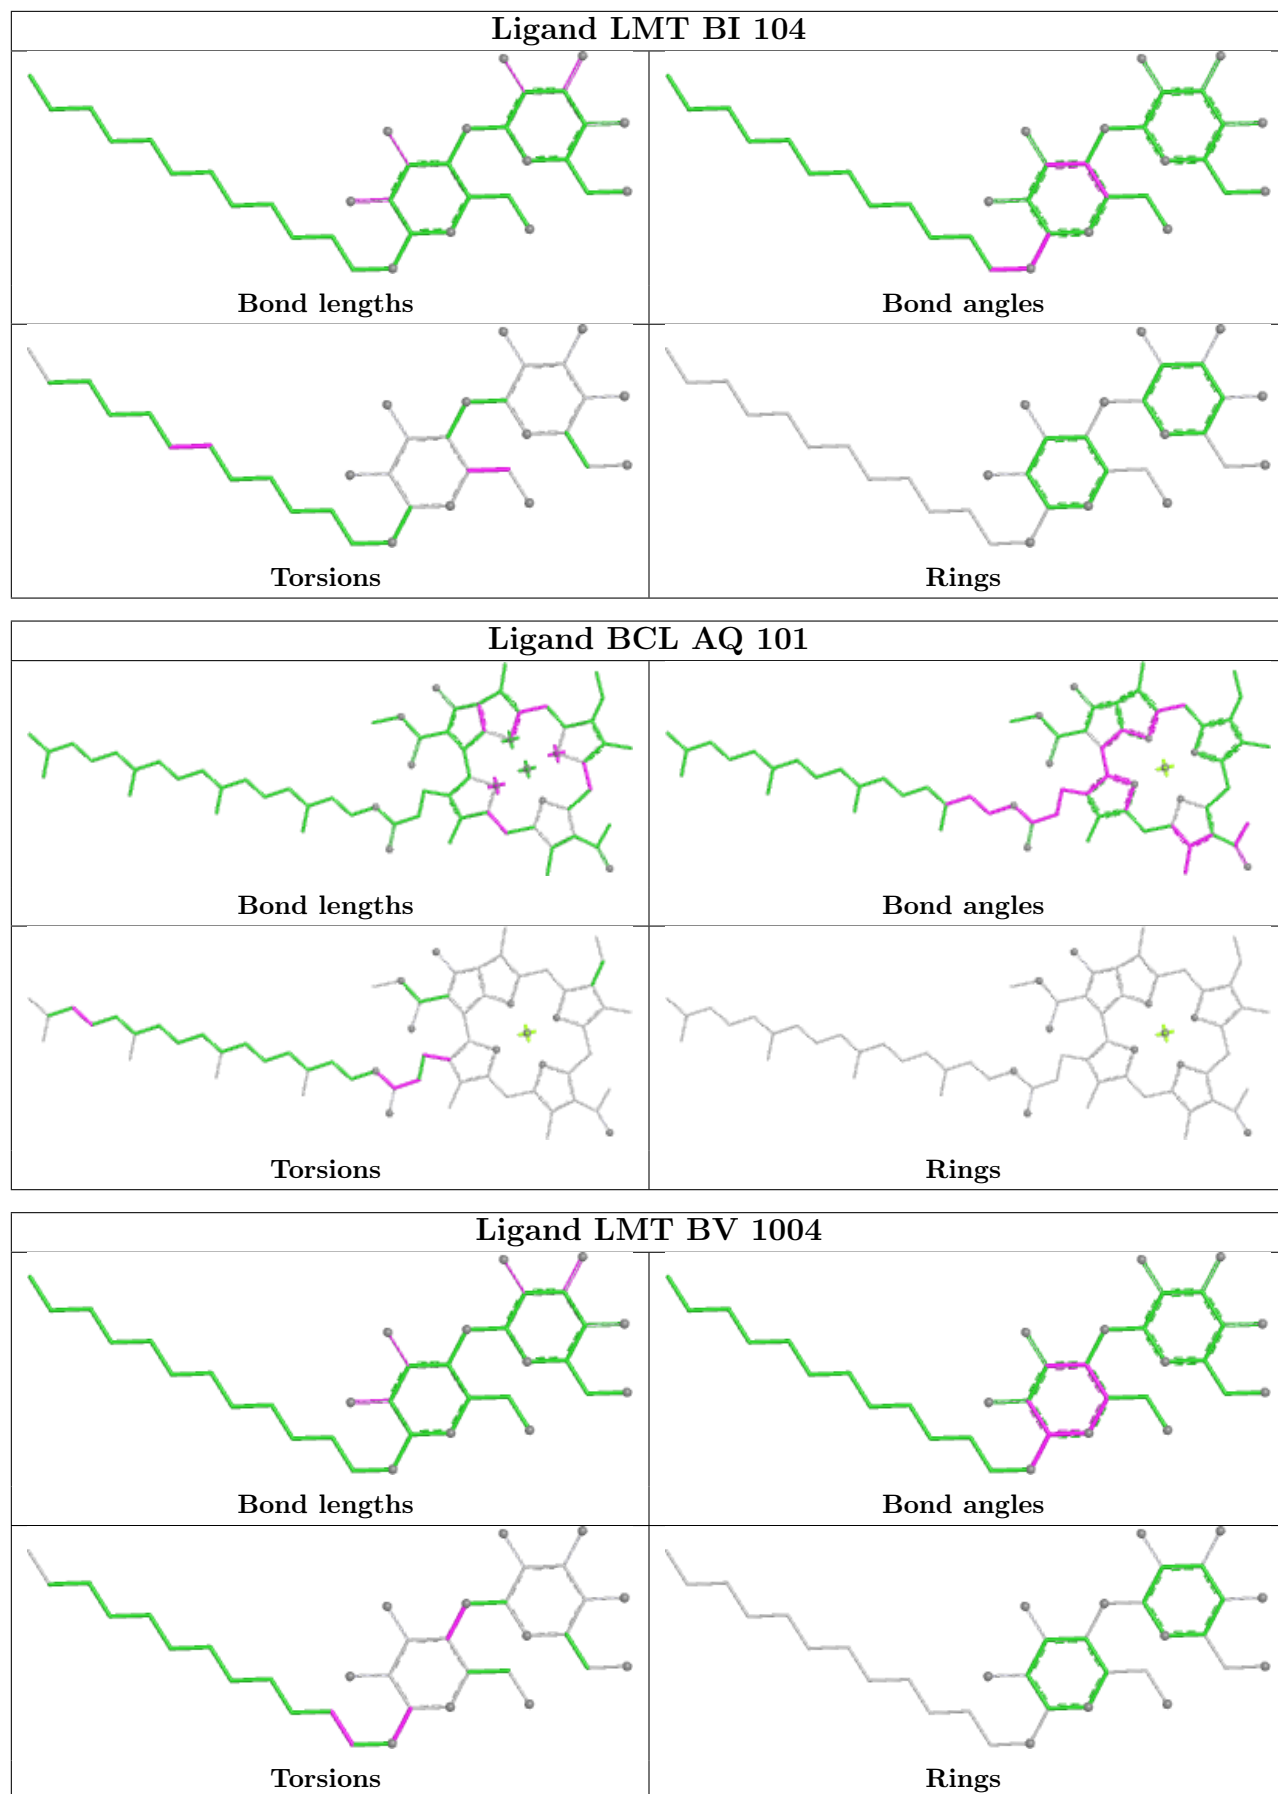 Ligand LMT BI 104
Bond lengths
Bond angles
Torsions
Rings
Ligand BCL AQ 101
Bond lengths
Bond angles
Torsions
Rings
Ligand LMT BV 1004
Bond lengths
Bond angles
Torsions
Rings